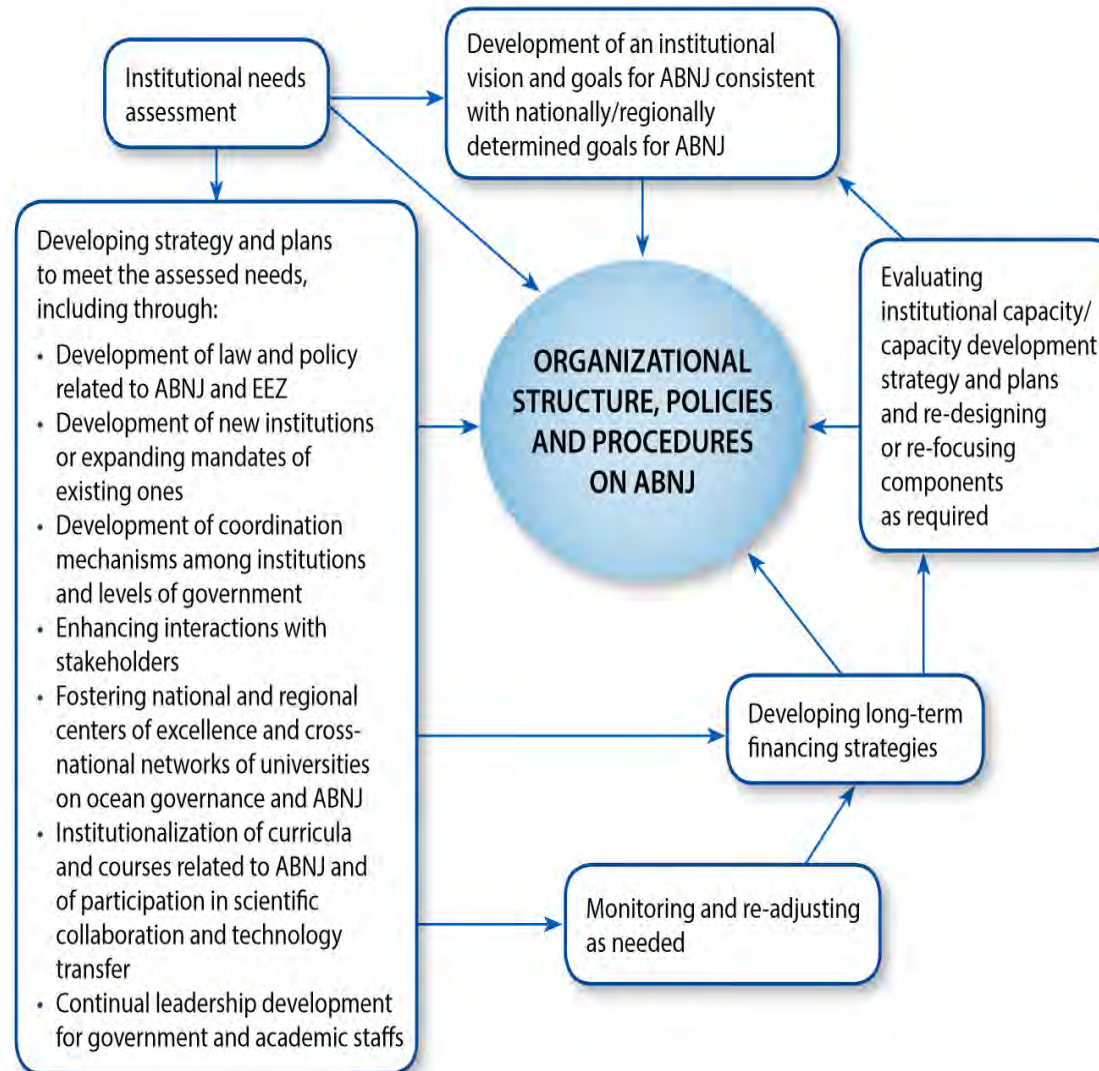 Institutional needs
assessment
Development of an institutional
vision and goals for ABNJ consistent
with nationally/regionally
determined goals for ABNJ
Developing strategy and plans
to meet the assessed needs,
including through:
• Development of law and policy
related to ABNJ and EEZ
• Development of new institutions
or expanding mandates of
existing ones
• Development of coordination
mechanisms among institutions
and levels of government
• Enhancing interactions with
stakeholders
• Fostering national and regional
centers of excellence and cross-
national networks of universities
on ocean governance and ABNJ
• Institutionalization of curricula
and courses related to ABNJ and
of participation in scientific
collaboration and technology
transfer
• Continual leadership development
for government and academic staffs
ORGANIZATIONAL
STRUCTURE, POLICIES
AND PROCEDURES
ON ABNJ
Evaluating
institutional capacity/
capacity development
strategy and plans
and re-designing
or re-focusing
components
as required
Developing long-term
financing strategies
Monitoring and re-adjusting
as needed